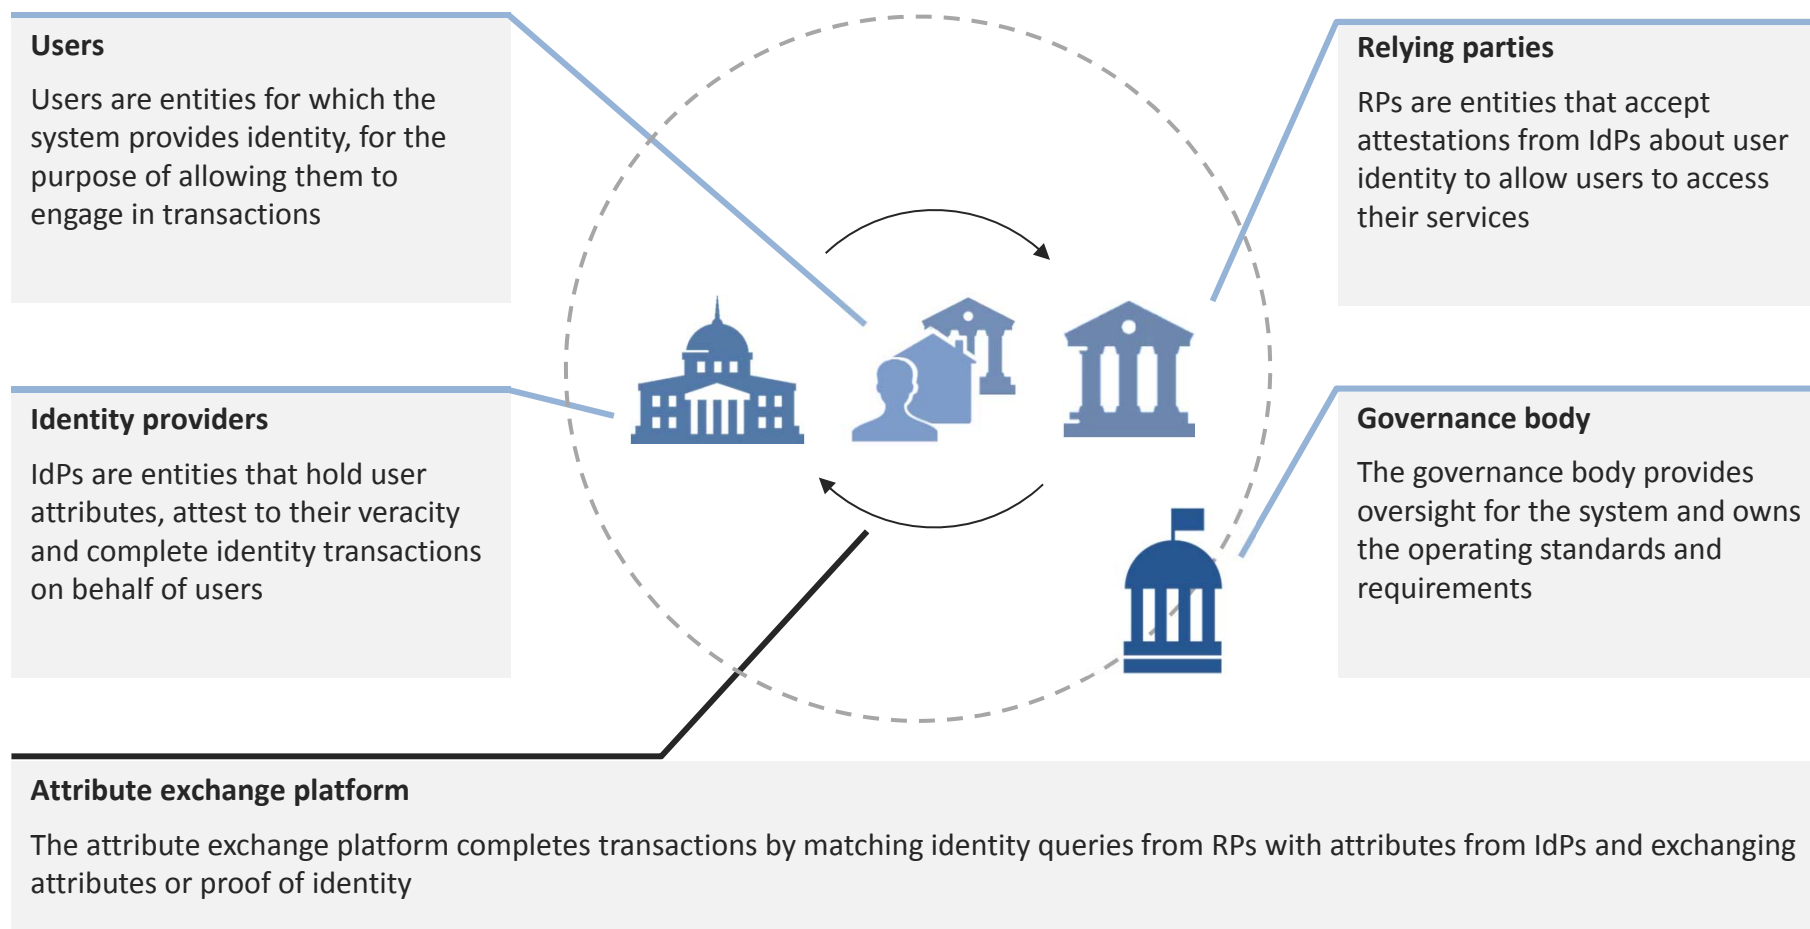 Users
Users are entities for which the
system provides identity, for the
purpose of allowing them to
engage in transactions
Relying parties
RPs are entities that accept
attestations from IdPs about user
identity to allow users to access
their services
Identity providers
IdPs are entities that hold user
attributes, attest to their veracity
and complete identity transactions
on behalf of users
Governance body
The governance body provides
oversight for the system and owns
the operating standards and
requirements
Attribute exchange platform
The attribute exchange platform completes transactions by matching identity queries from RPs with attributes from IdPs and exchanging
attributes or proof of identity